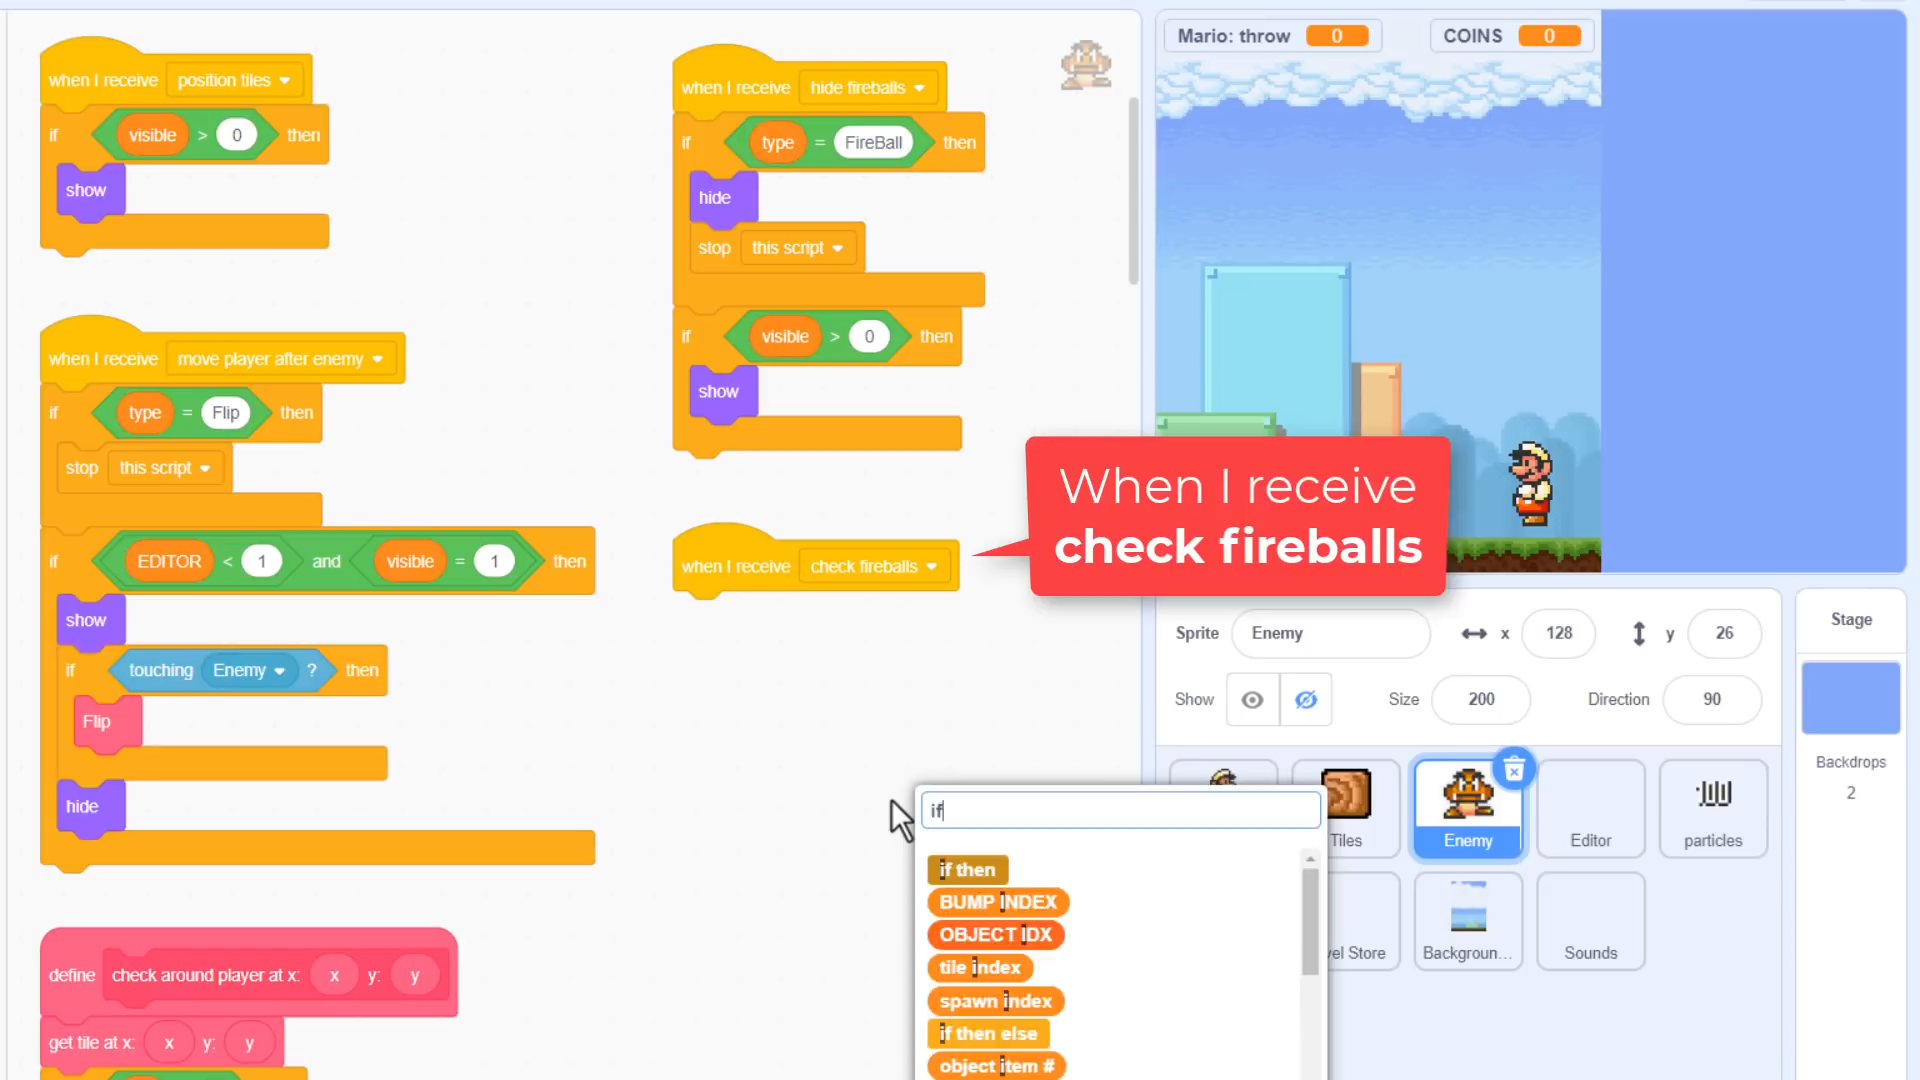 when I receive position tiles
if visible > 0 then
show
when I receive move player after enemy
if type = Flip then
stop this script
if EDITOR < 1 and visible = 1 then
show
if touching Enemy ? then
Flip
hide
define check around player at x: x y: y
get tile at x: x y: y
when I receive hide fireballs
if type = FireBall then
hide
stop this script
if visible > 0 then
show
when I receive check fireballs
When I receive
check fireballs
if
if then
BUMP INDEX
OBJECT IDX
tile index
spawn index
if then else
object item #
Mario: throw 0
COINS 0
Sprite Enemy x 128 y 26
Show Size 200 Direction 90
Tiles
Enemy
Editor
particles
vel Store
Backgroun...
Sounds
Stage
Backdrops
2